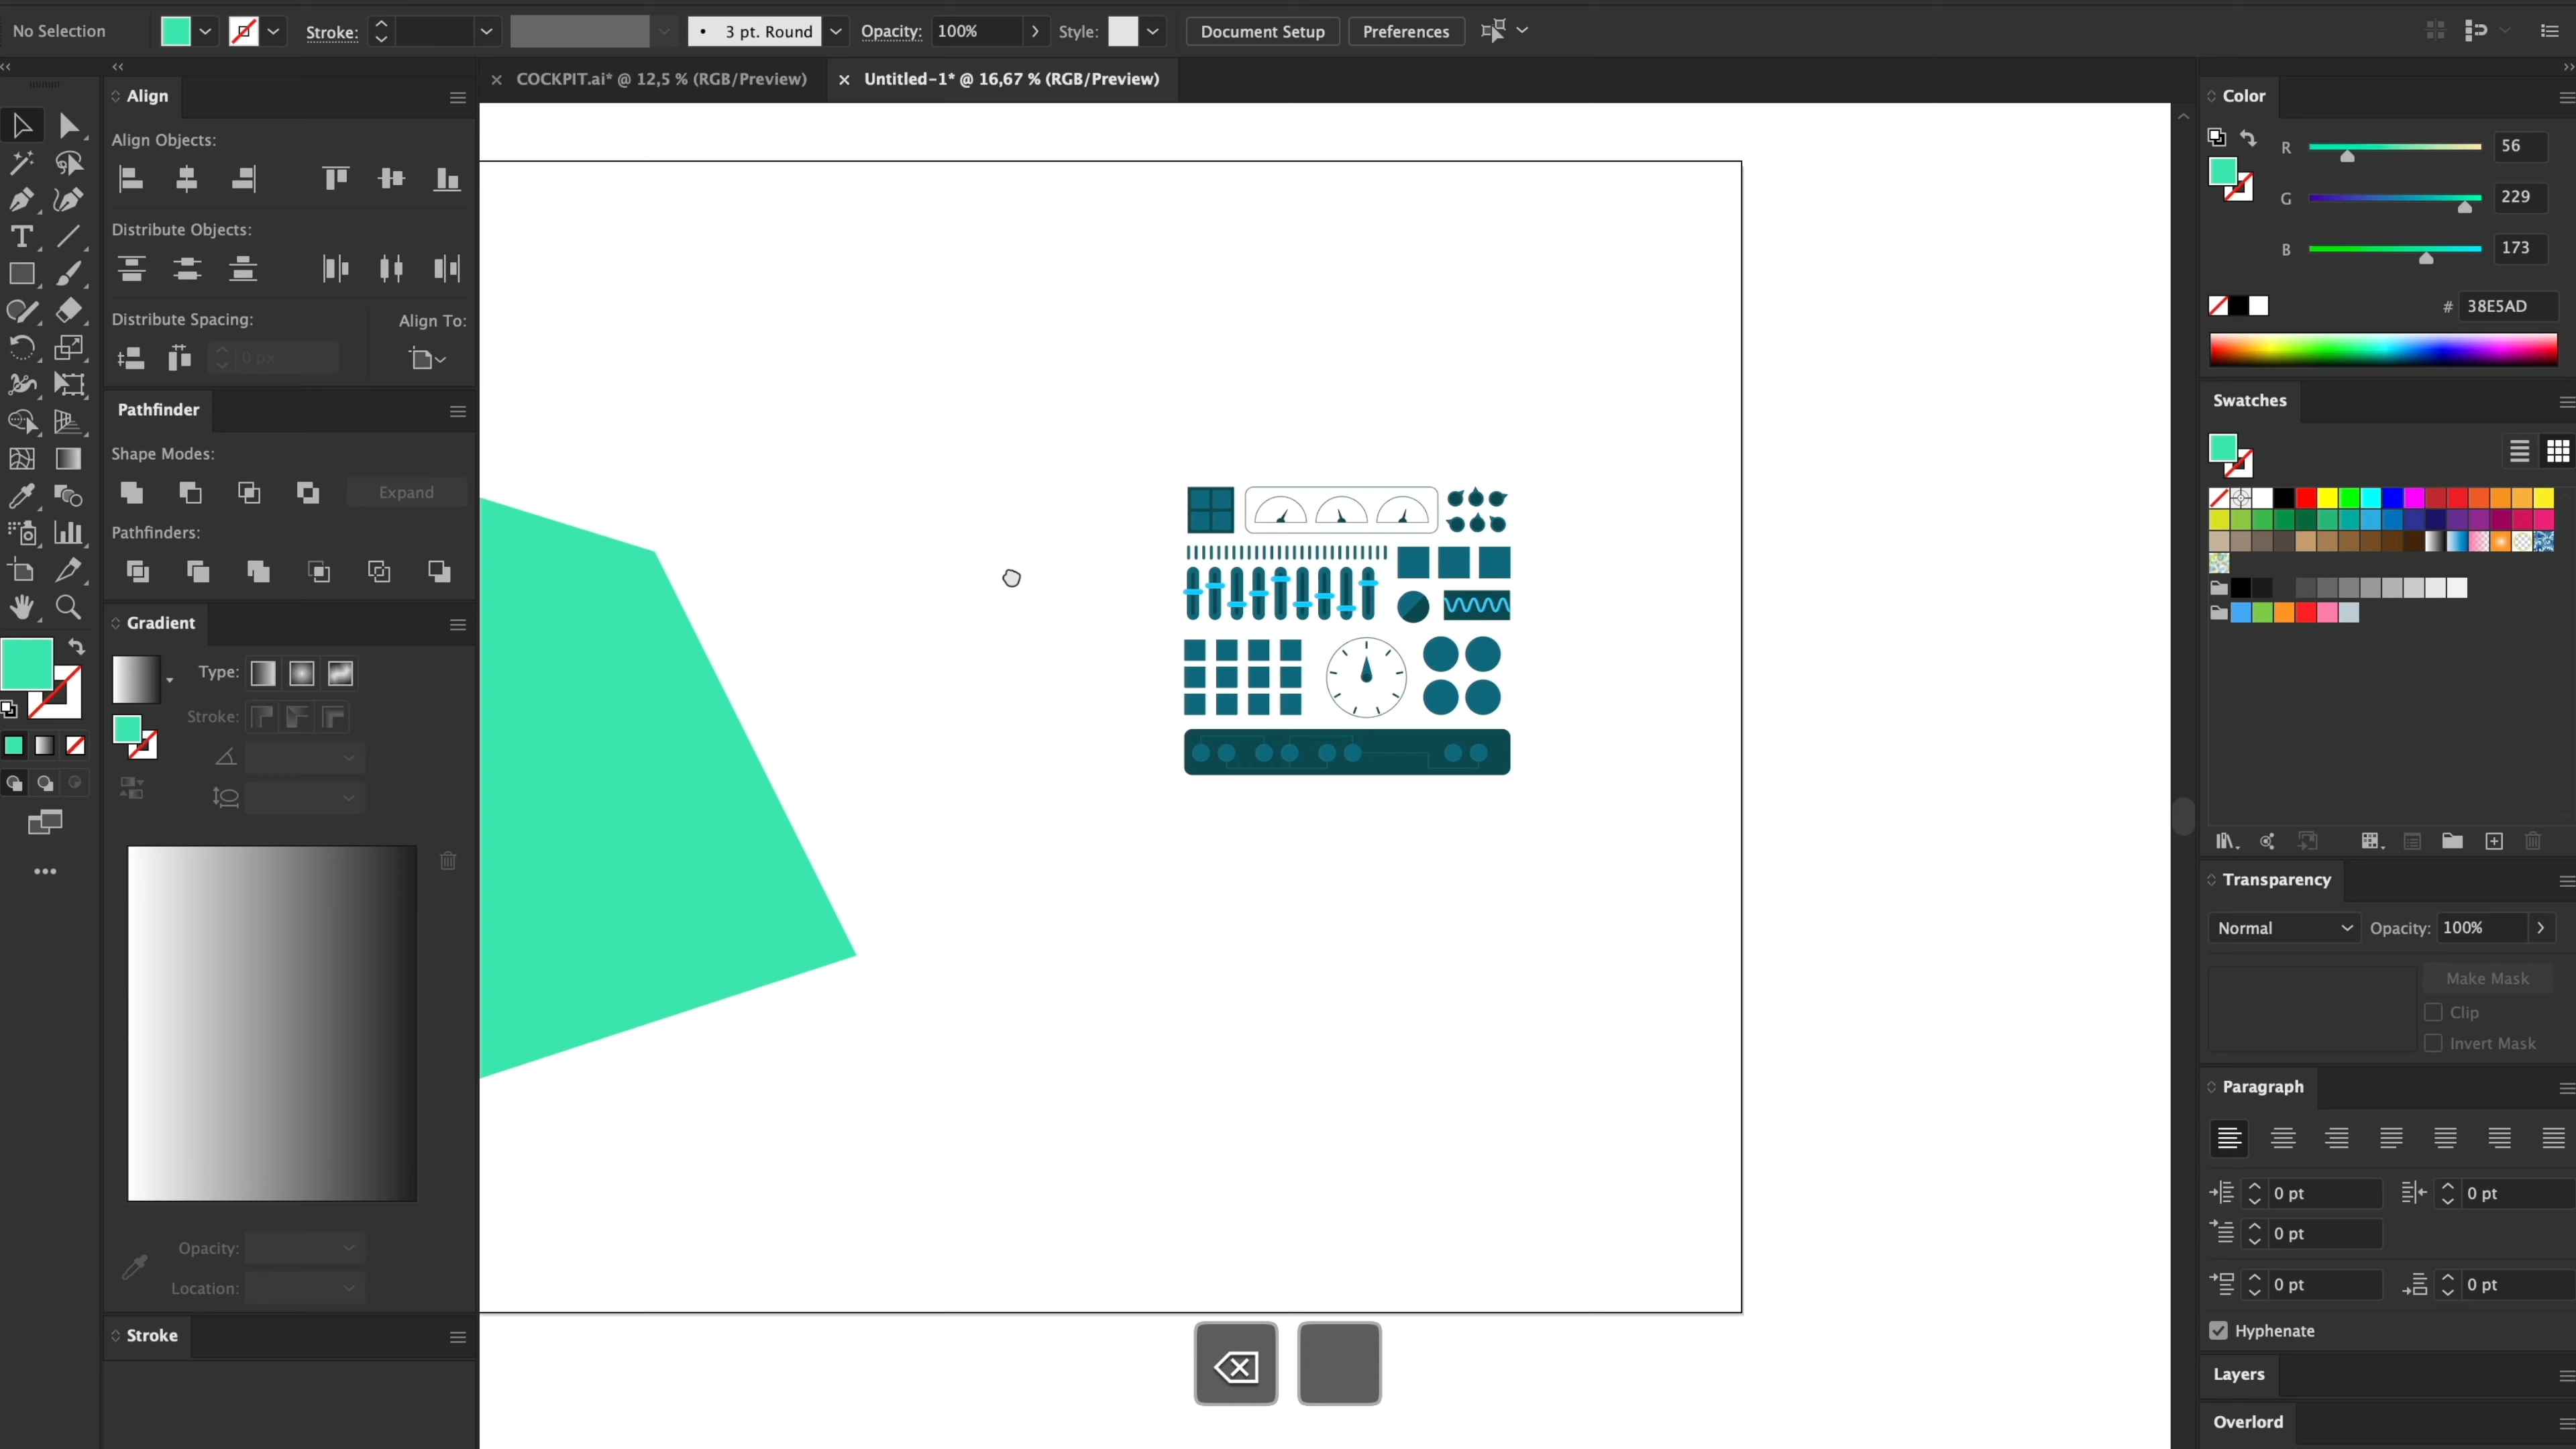 No Selection
Stroke:
3 pt. Round
Opacity:
100%
Style:
Document Setup
Preferences
COCKPIT.ai* @ 12,5 % (RGB/Preview)
Untitled-1* @ 16,67 % (RGB/Preview)
Align
Align Objects:
Distribute Objects:
Distribute Spacing:
Align To:
0 px
Pathfinder
Shape Modes:
Expand
Pathfinders:
Gradient
Type:
Stroke:
Opacity:
Location:
Stroke
Color
R
56
G
229
B
173
# 38E5AD
Swatches
Transparency
Normal
Opacity:
100%
Make Mask
Clip
Invert Mask
Paragraph
0 pt
0 pt
0 pt
0 pt
0 pt
Hyphenate
Layers
Overlord